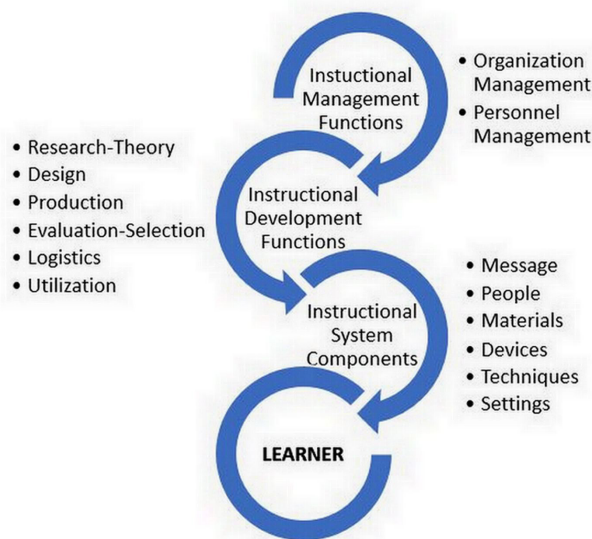 Instuctional
Management
Functions
• Organization
Management
• Personnel
Management
• Research-Theory
• Design
• Production
• Evaluation-Selection
• Logistics
• Utilization
Instructional
Development
Functions
Instructional
System
Components
• Message
• People
• Materials
• Devices
• Techniques
• Settings
LEARNER